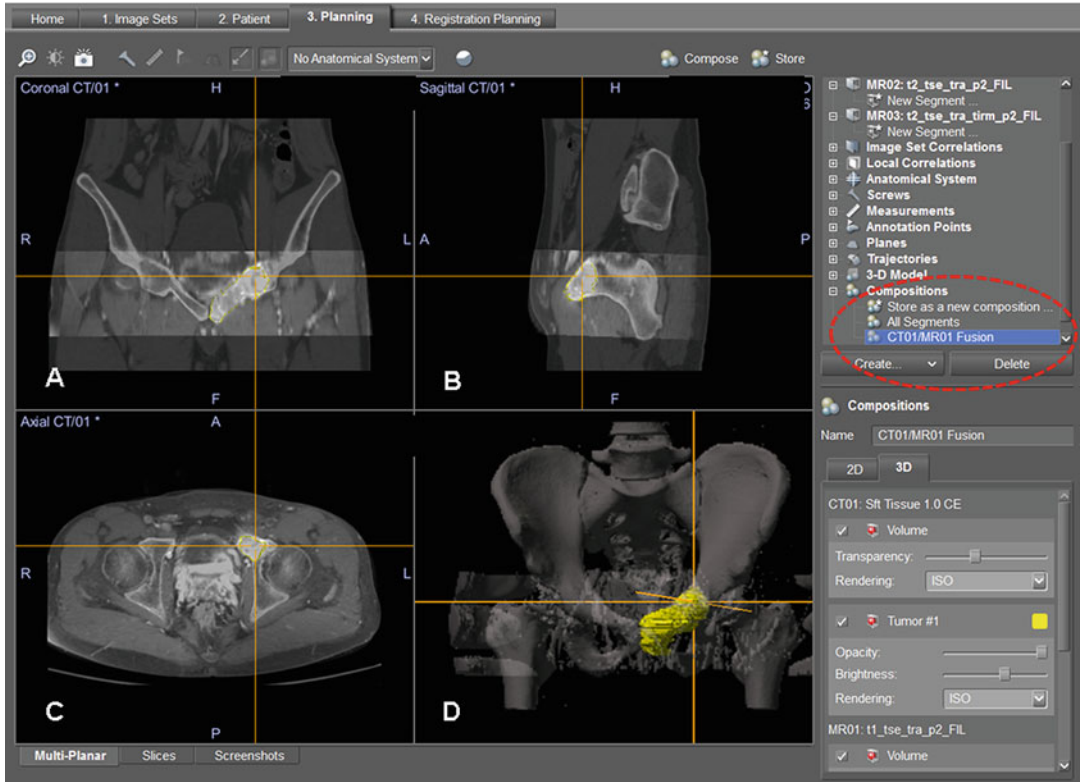 Home 1. Image Sets 2. Patient 3. Planning 4. Registration Planning
No Anatomical System Compose Store
Coronal CT/01 * H
R L
A
F
Sagittal CT/01 * H
A P
B
F
Axial CT/01 * A
R L
C
P
D
MR02: t2_tse_tra_p2_FIL
New Segment ...
MR03: t2_tse_tra_tirm_p2_FIL
New Segment ...
Image Set Correlations
Local Correlations
Anatomical System
Screws
Measurements
Annotation Points
Planes
Trajectories
3-D Model
Compositions
Store as a new composition ...
All Segments
CT01/MR01 Fusion
Create... Delete
Compositions
Name CT01/MR01 Fusion
2D 3D
CT01: Sft Tissue 1.0 CE
Volume
Transparency:
Rendering: ISO
Tumor #1
Opacity:
Brightness:
Rendering: ISO
MR01: t1_tse_tra_p2_FIL
Volume
Multi-Planar Slices Screenshots